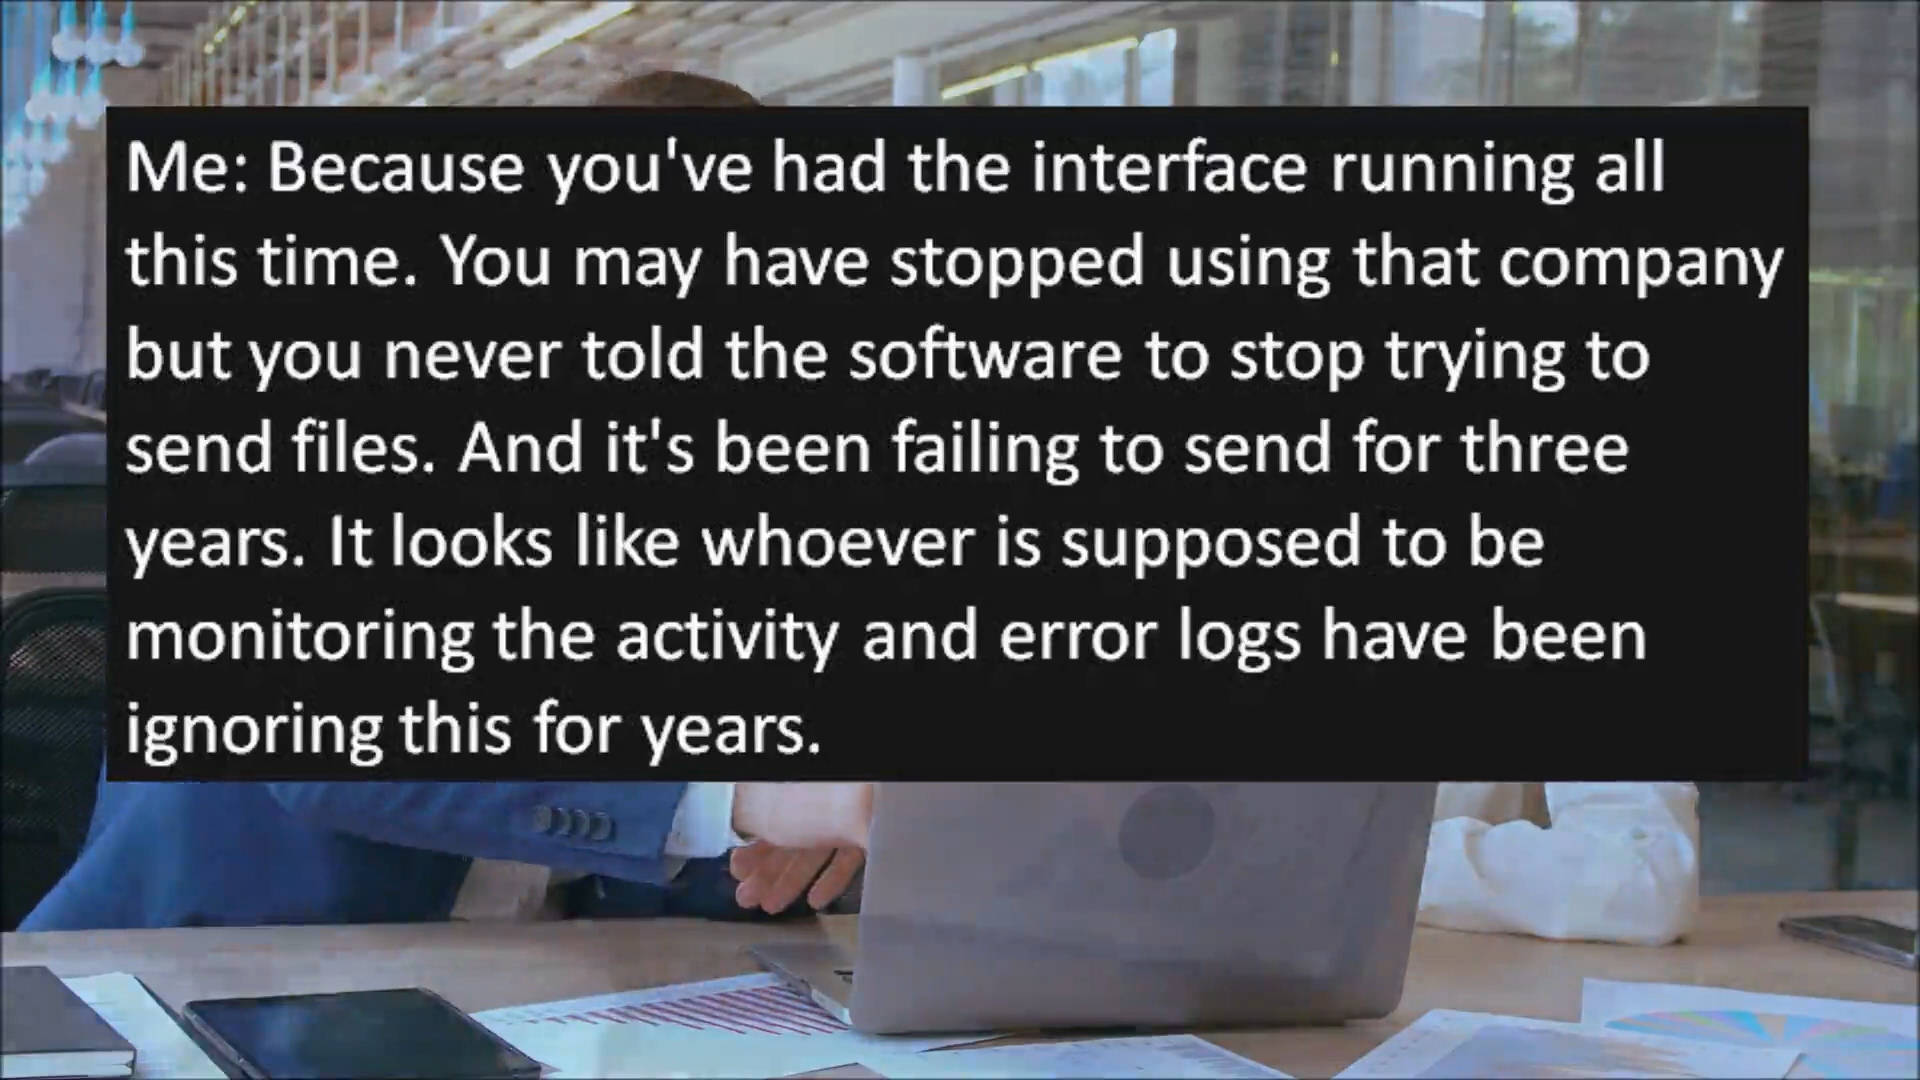 Me: Because you've had the interface running all
this time. You may have stopped using that company
but you never told the software to stop trying to
send files. And it's been failing to send for three
years. It looks like whoever is supposed to be
monitoring the activity and error logs have been
ignoring this for years.